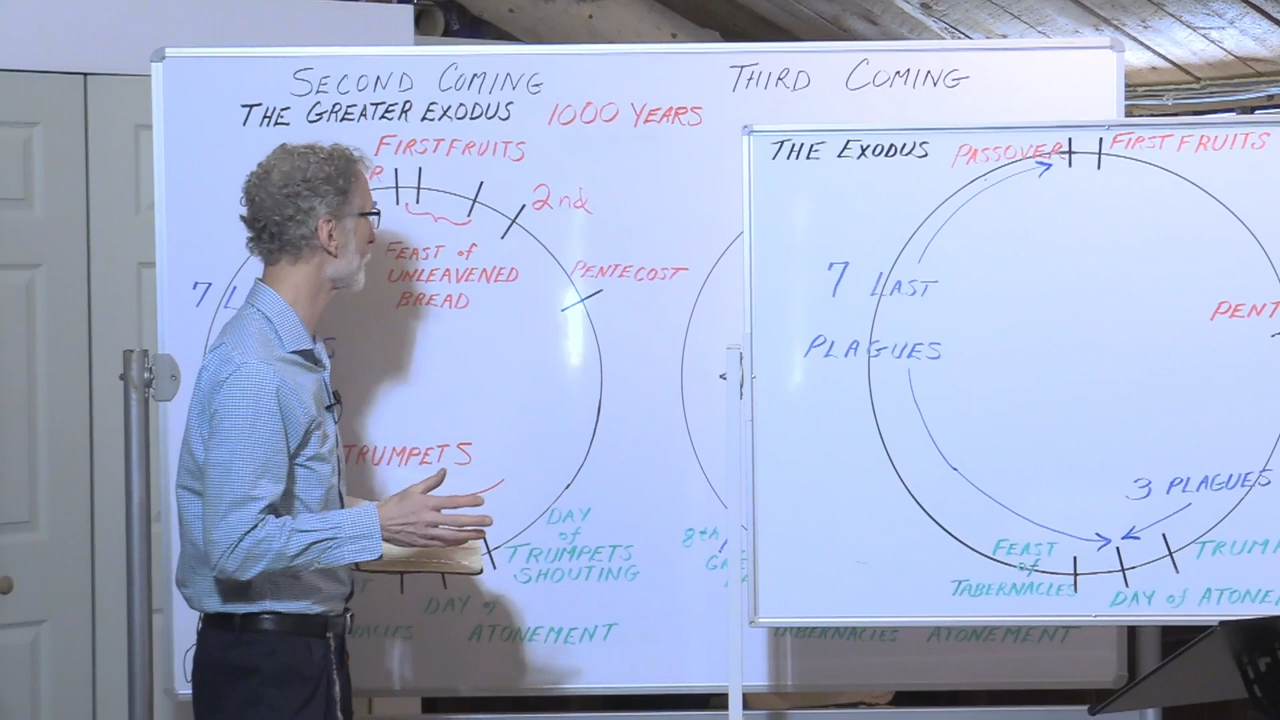 SECOND COMING
THE GREATER EXODUS 1000 YEARS
FIRSTFRUITS
R
2nd
FEAST of
UNLEAVENED
BREAD
PENTECOST
7 L
S
TRUMPETS
DAY
of
TRUMPETS
SHOUTING
DAY of
ATONEMENT
THIRD COMING
8th
TABERNACLES ATONEMENT
THE EXODUS PASSOVER FIRST FRUITS
7 LAST
PLAGUES
PENT
3 PLAGUES
FEAST
of
TABERNACLES
TRUM
DAY of ATONE